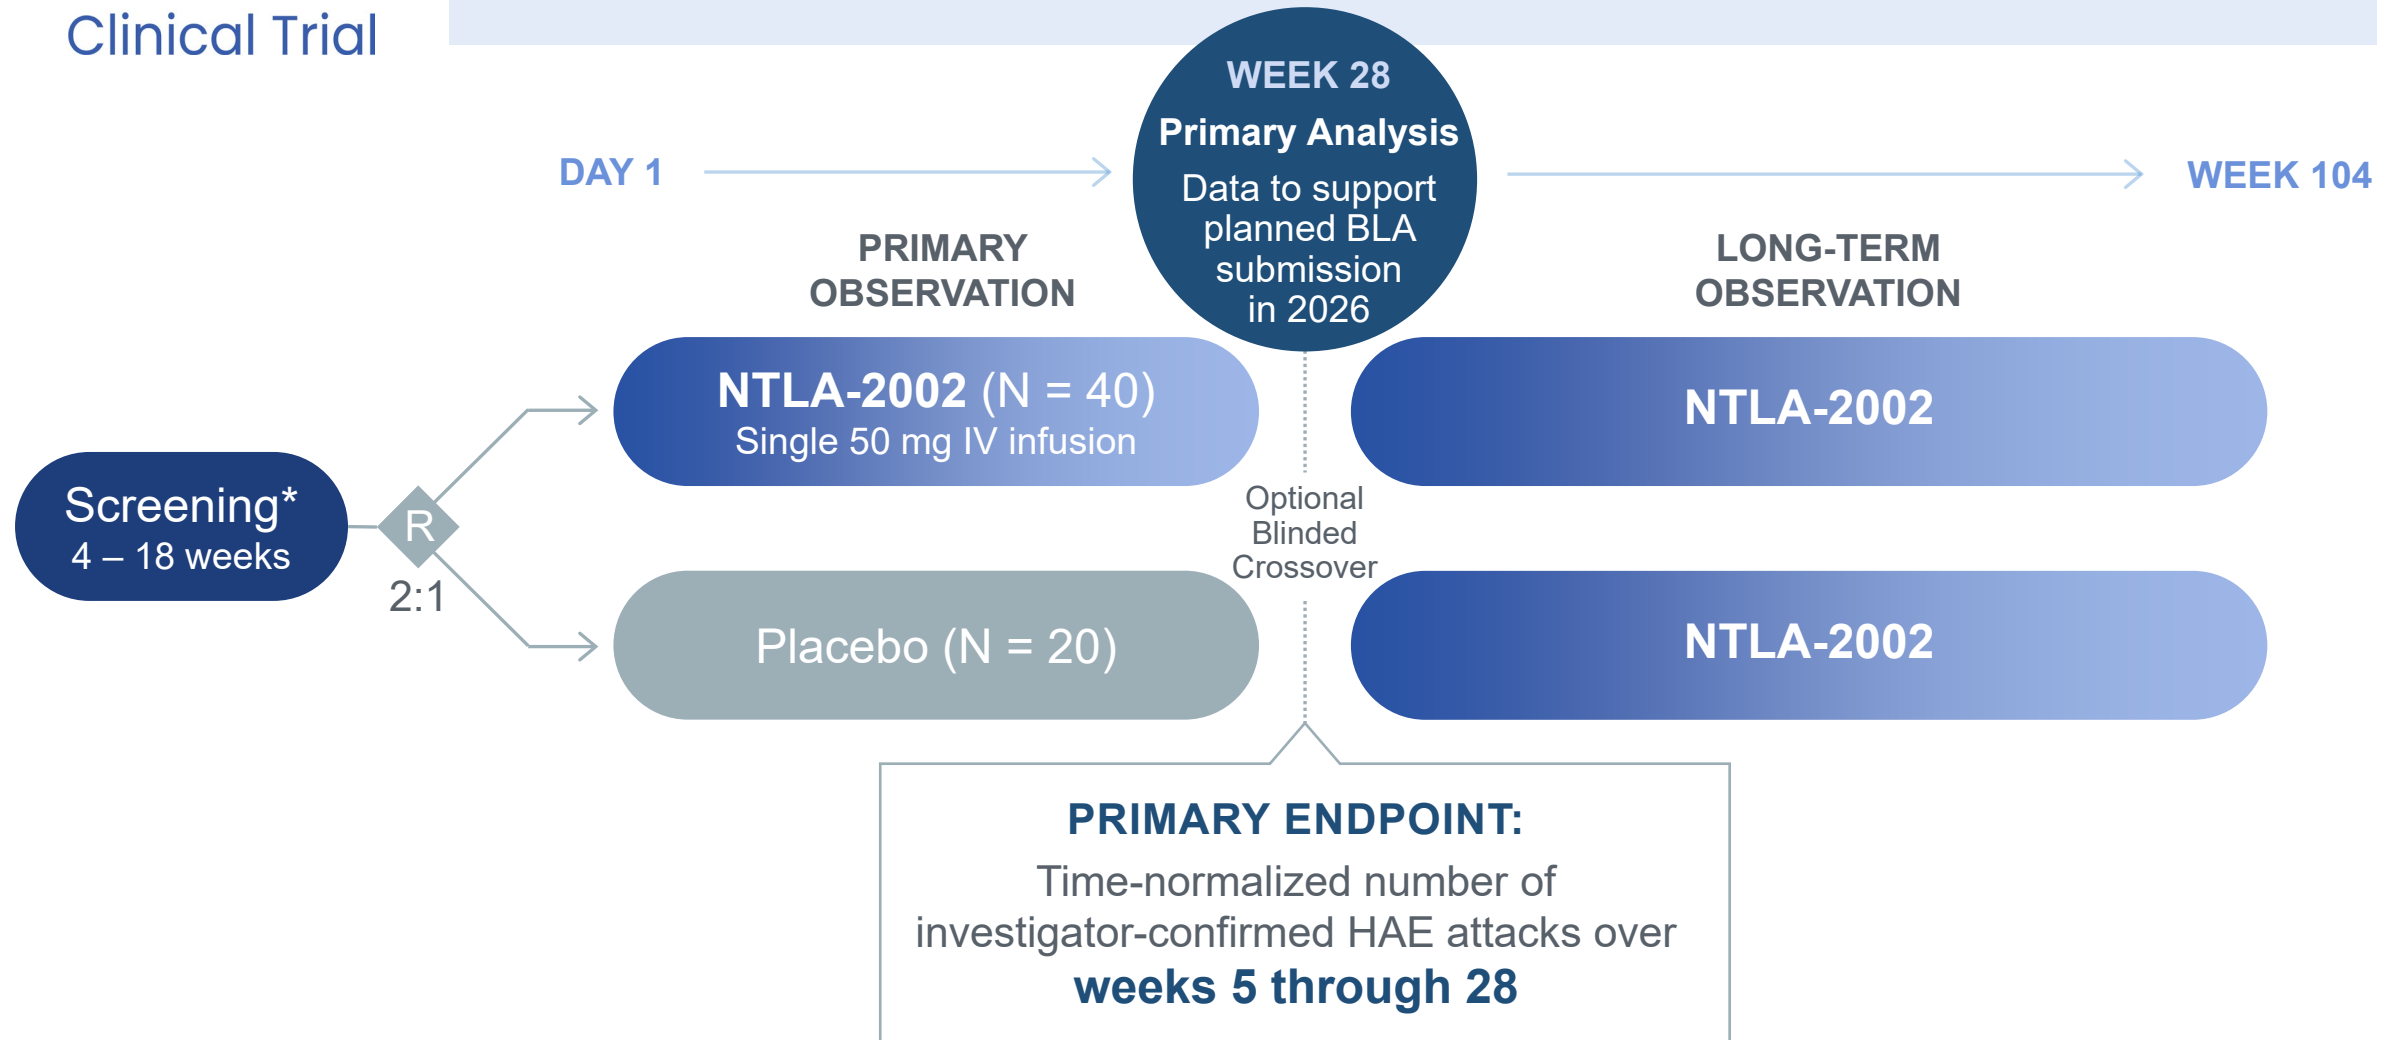 Clinical Trial
WEEK 28
Primary Analysis
Data to support
planned BLA
submission
in 2026
DAY 1
WEEK 104
PRIMARY
OBSERVATION
LONG-TERM
OBSERVATION
NTLA-2002 (N = 40)
Single 50 mg IV infusion
NTLA-2002
Screening*
4 – 18 weeks
R
2:1
Optional
Blinded
Crossover
Placebo (N = 20)
NTLA-2002
PRIMARY ENDPOINT:
Time-normalized number of
investigator-confirmed HAE attacks over
weeks 5 through 28